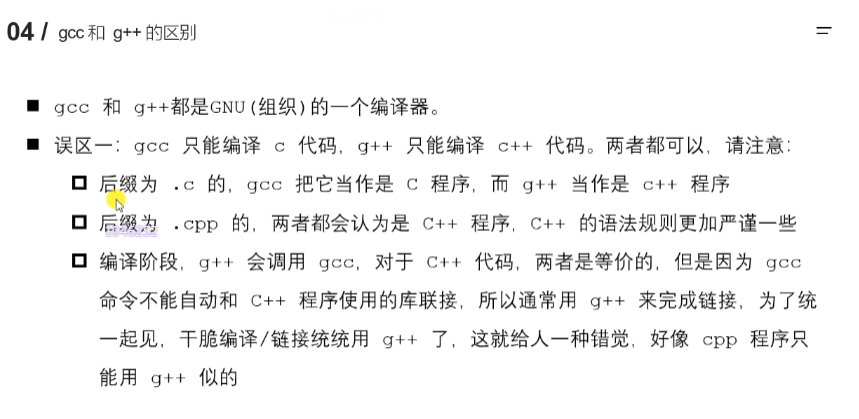 04 / gcc 和 g++ 的区别
gcc 和 g++都是GNU(组织)的一个编译器。
误区一：gcc 只能编译 c 代码，g++ 只能编译 c++ 代码。两者都可以，请注意：
后缀为 .c 的，gcc 把它当作是 C 程序，而 g++ 当作是 c++ 程序
后缀为 .cpp 的，两者都会认为是 C++ 程序，C++ 的语法规则更加严谨一些
编译阶段，g++ 会调用 gcc，对于 C++ 代码，两者是等价的，但是因为 gcc
命令不能自动和 C++ 程序使用的库联接，所以通常用 g++ 来完成链接，为了统
一起见，干脆编译/链接统统用 g++ 了，这就给人一种错觉，好像 cpp 程序只
能用 g++ 似的